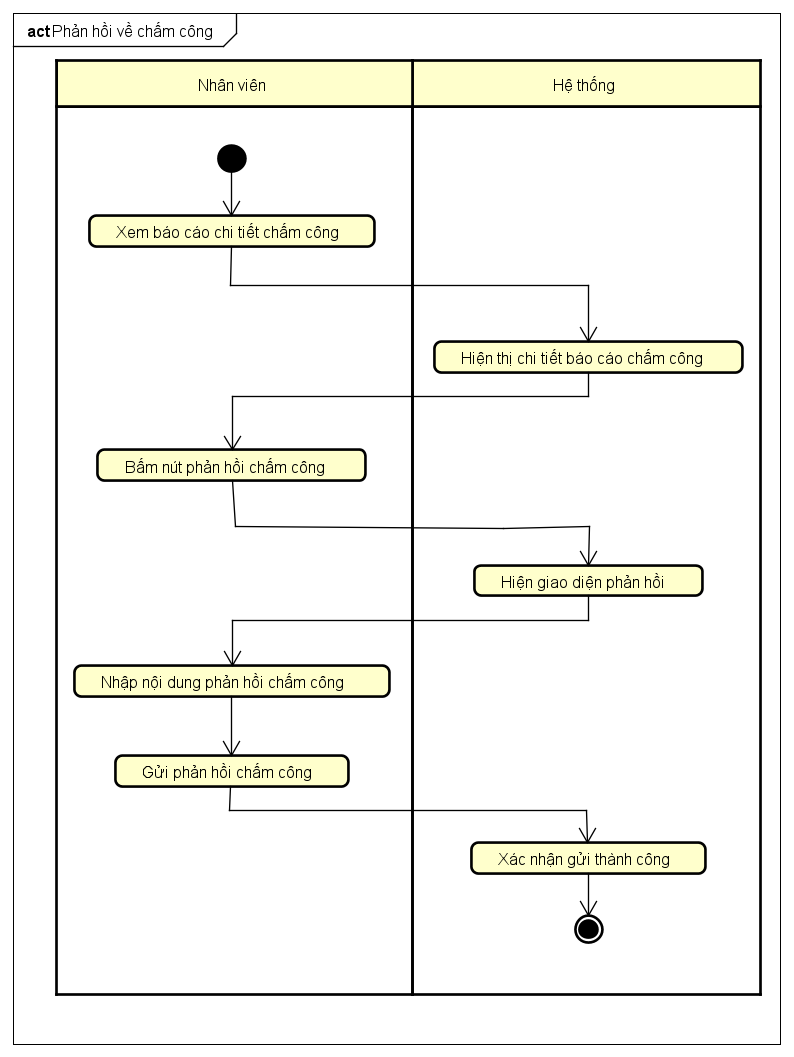 act Phản hồi về chấm công
Nhân viên
Hệ thống
Xem báo cáo chi tiết chấm công
Hiện thị chi tiết báo cáo chấm công
Bấm nút phản hồi chấm công
Hiện giao diện phản hồi
Nhập nội dung phản hồi chấm công
Gửi phản hồi chấm công
Xác nhận gửi thành công